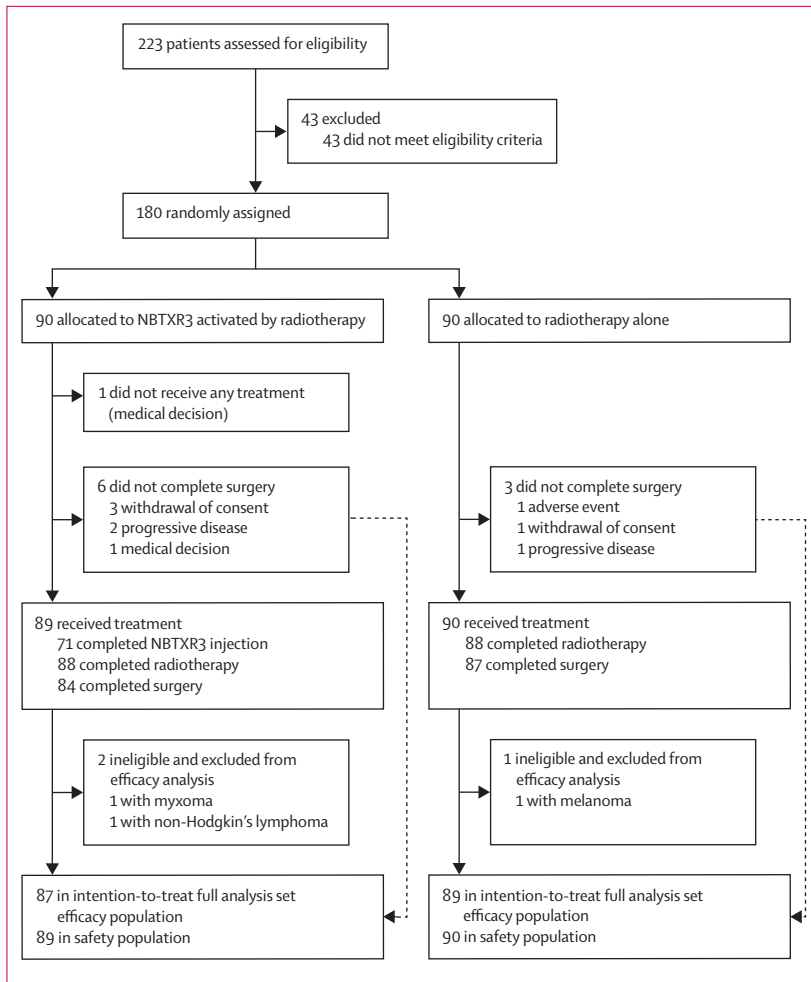 223 patients assessed for eligibility
43 excluded
43 did not meet eligibility criteria
180 randomly assigned
90 allocated to NBTXR3 activated by radiotherapy
90 allocated to radiotherapy alone
1 did not receive any treatment
(medical decision)
6 did not complete surgery
3 withdrawal of consent
2 progressive disease
1 medical decision
3 did not complete surgery
1 adverse event
1 withdrawal of consent
1 progressive disease
89 received treatment
71 completed NBTXR3 injection
88 completed radiotherapy
84 completed surgery
90 received treatment
88 completed radiotherapy
87 completed surgery
2 ineligible and excluded from
efficacy analysis
1 with myxoma
1 with non-Hodgkin's lymphoma
1 ineligible and excluded from
efficacy analysis
1 with melanoma
87 in intention-to-treat full analysis set
efficacy population
89 in safety population
89 in intention-to-treat full analysis set
efficacy population
90 in safety population